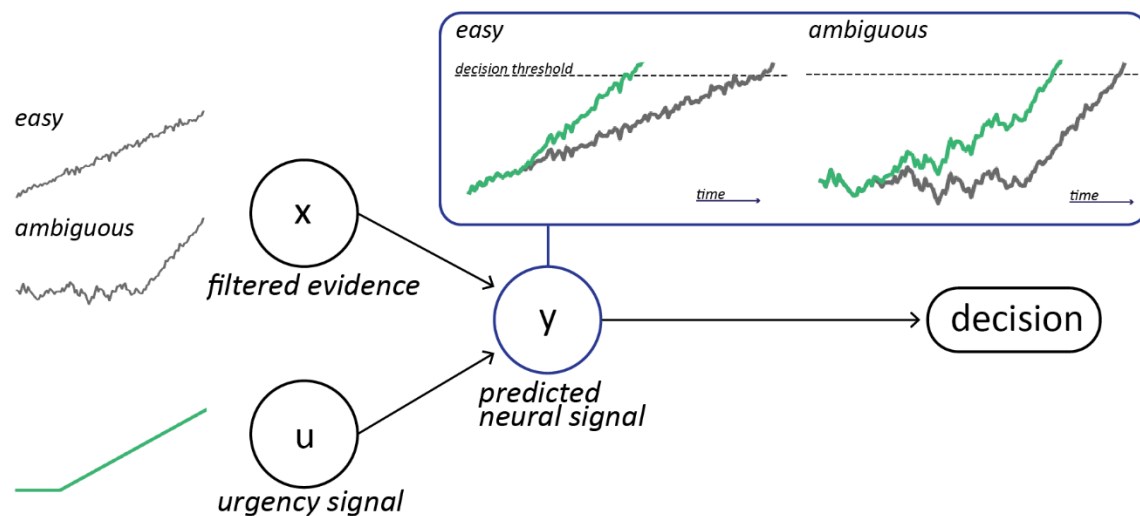 easy
ambiguous
decision threshold
time
time
easy
ambiguous
x
filtered evidence
y
predicted
neural signal
decision
u
urgency signal